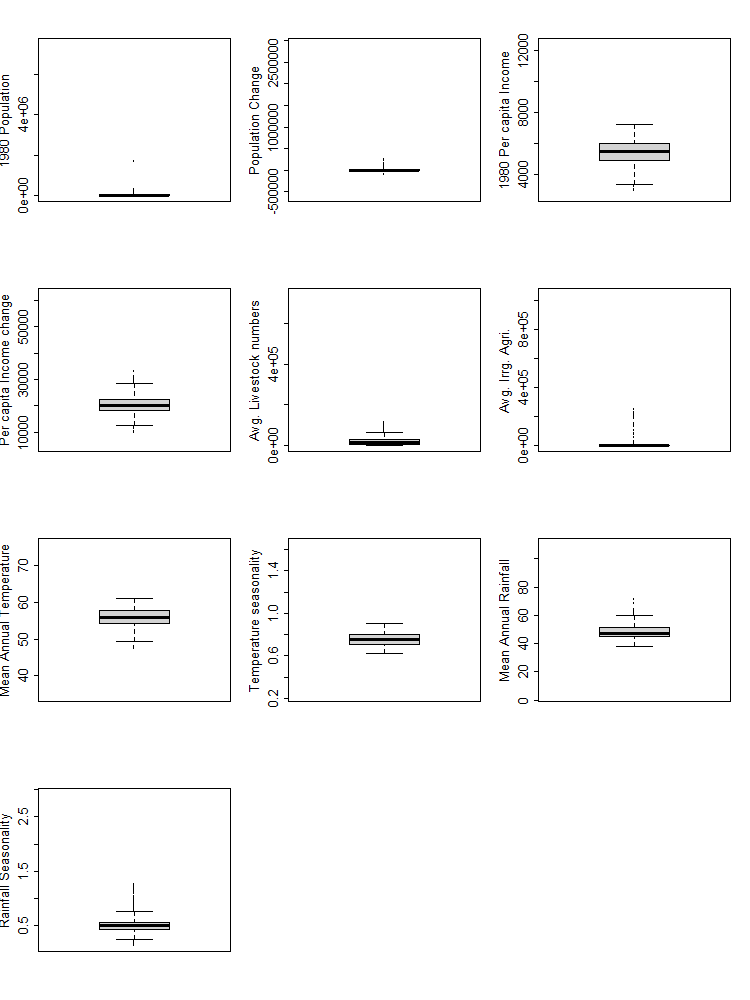 1980 Population
0e+00
4e+06
Population Change
-500000
1000000
2500000
1980 Per capita Income
4000
8000
12000
Per capita Income change
10000
30000
50000
Avg. Livestock numbers
0e+00
4e+05
Avg. Irrg. Agri.
0e+00
4e+05
8e+05
Mean Annual Temperature
40
50
60
70
Temperature seasonality
0.2
0.6
1.0
1.4
Mean Annual Rainfall
0
20
40
60
80
Rainfall Seasonality
0.5
1.5
2.5